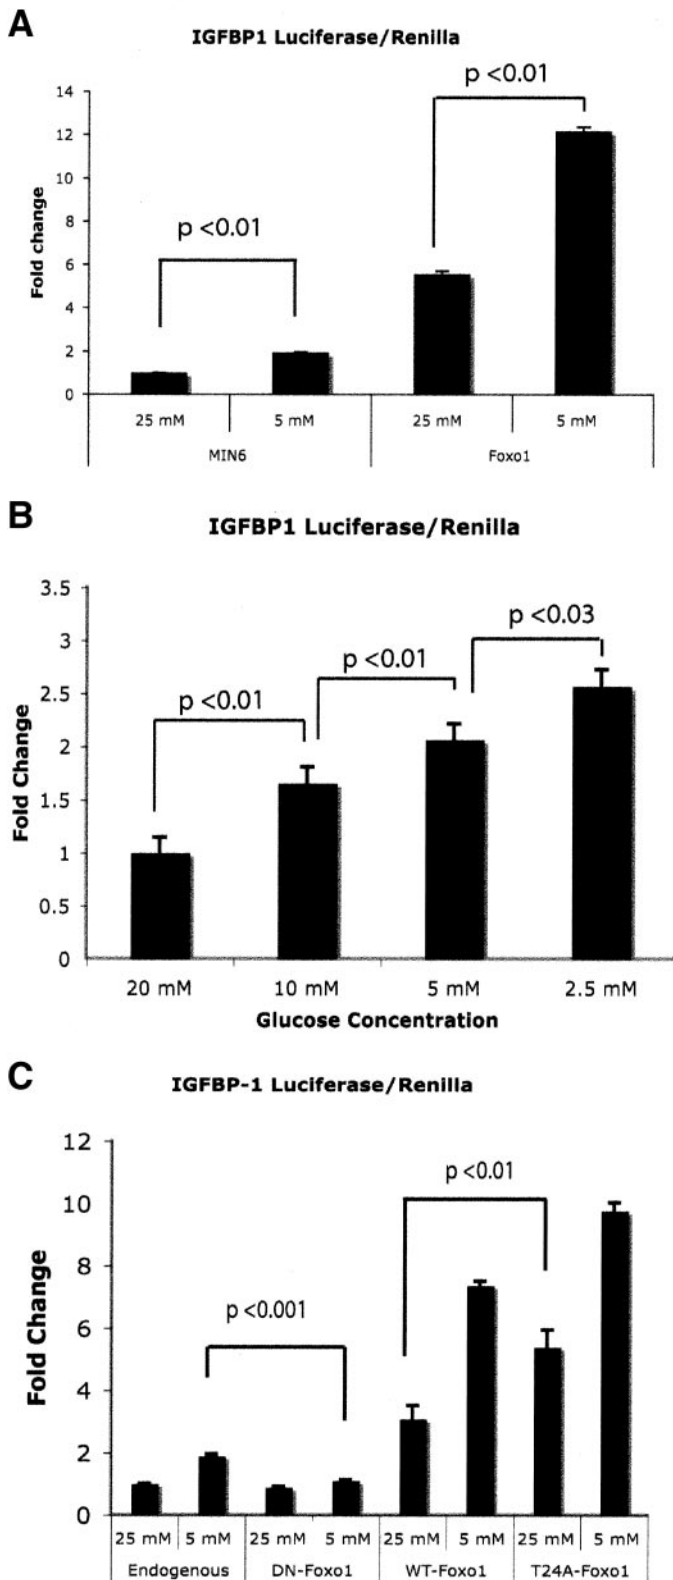 A
IGFBP1 Luciferase/Renilla
p <0.01
14
12
10
8
6
4
2
0
Fold change
p <0.01
25 mM 5 mM 25 mM 5 mM
MIN6 Foxo1
B
IGFBP1 Luciferase/Renilla
3.5
3
2.5
2
1.5
1
0.5
0
Fold Change
p <0.01
p <0.01
p <0.03
20 mM 10 mM 5 mM 2.5 mM
Glucose Concentration
C
IGFBP-1 Luciferase/Renilla
12
10
8
6
4
2
0
Fold Change
p <0.001
p <0.01
25 mM 5 mM 25 mM 5 mM 25 mM 5 mM 25 mM 5 mM
Endogenous DN-Foxo1 WT-Foxo1 T24A-Foxo1